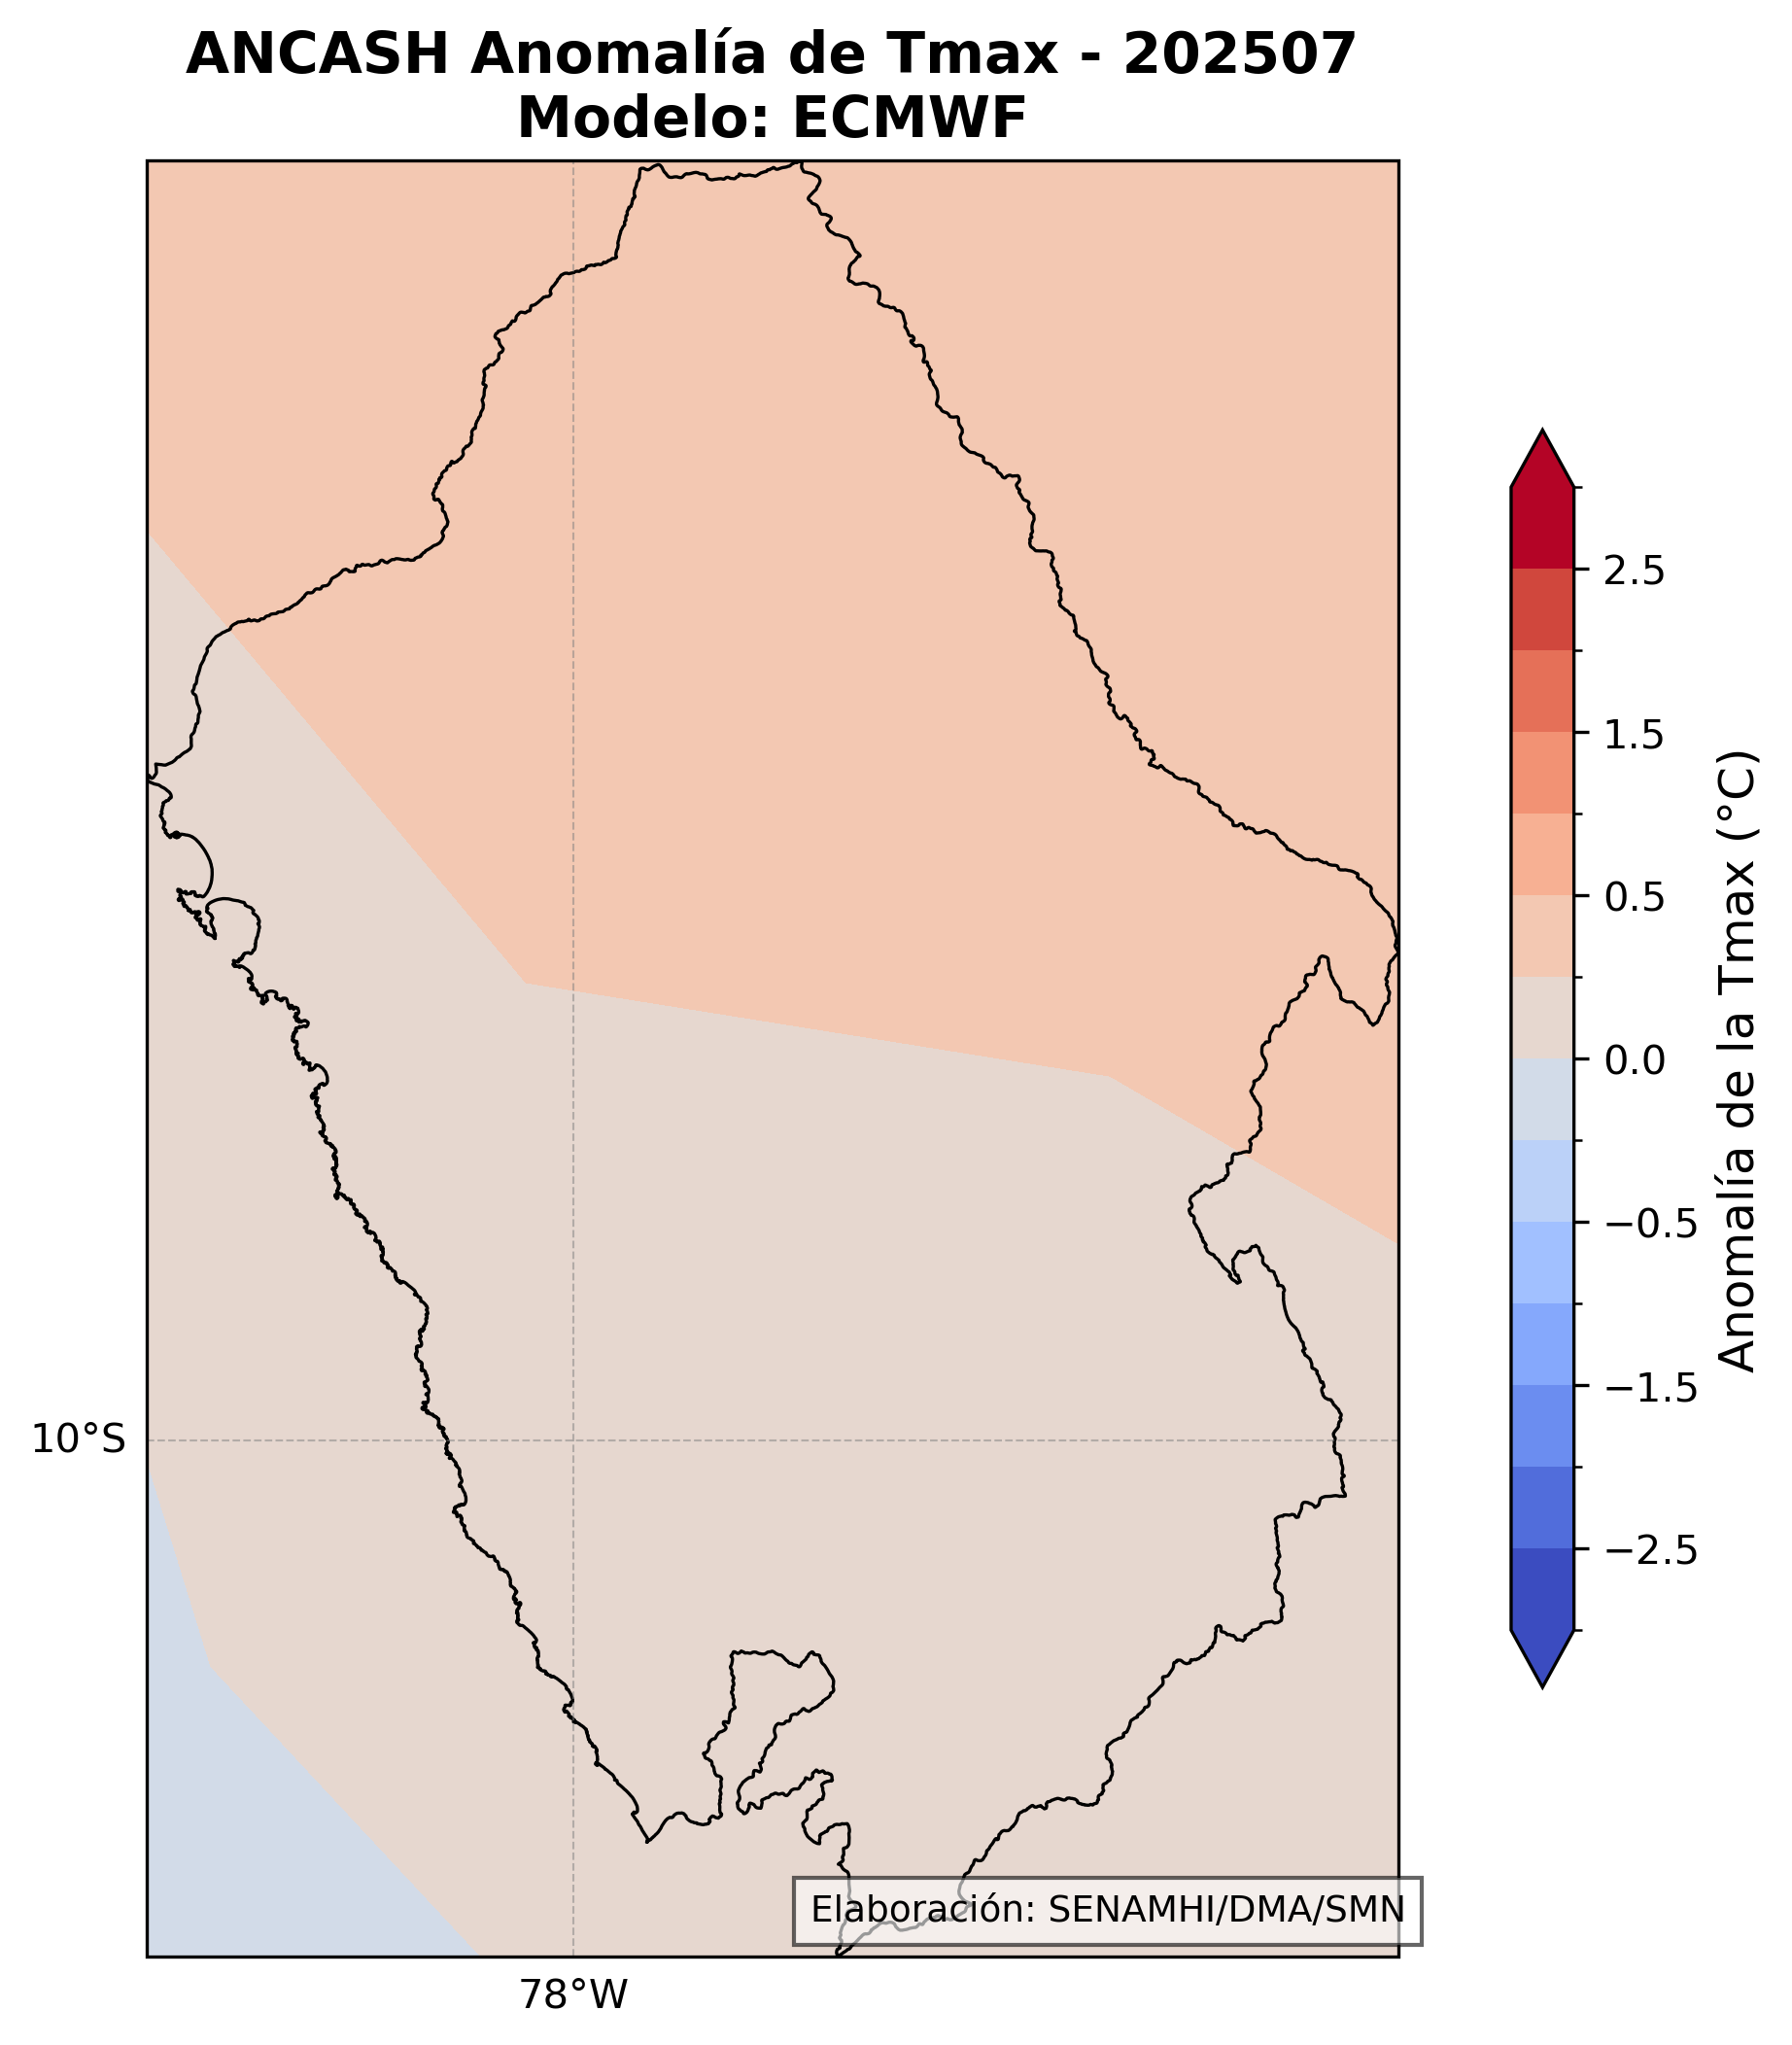 ANCASH Anomalía de Tmax - 202507
Modelo: ECMWF
2.5
1.5
0.5
0.0
−0.5
−1.5
−2.5
Anomalía de la Tmax (°C)
10°S
Elaboración: SENAMHI/DMA/SMN
78°W